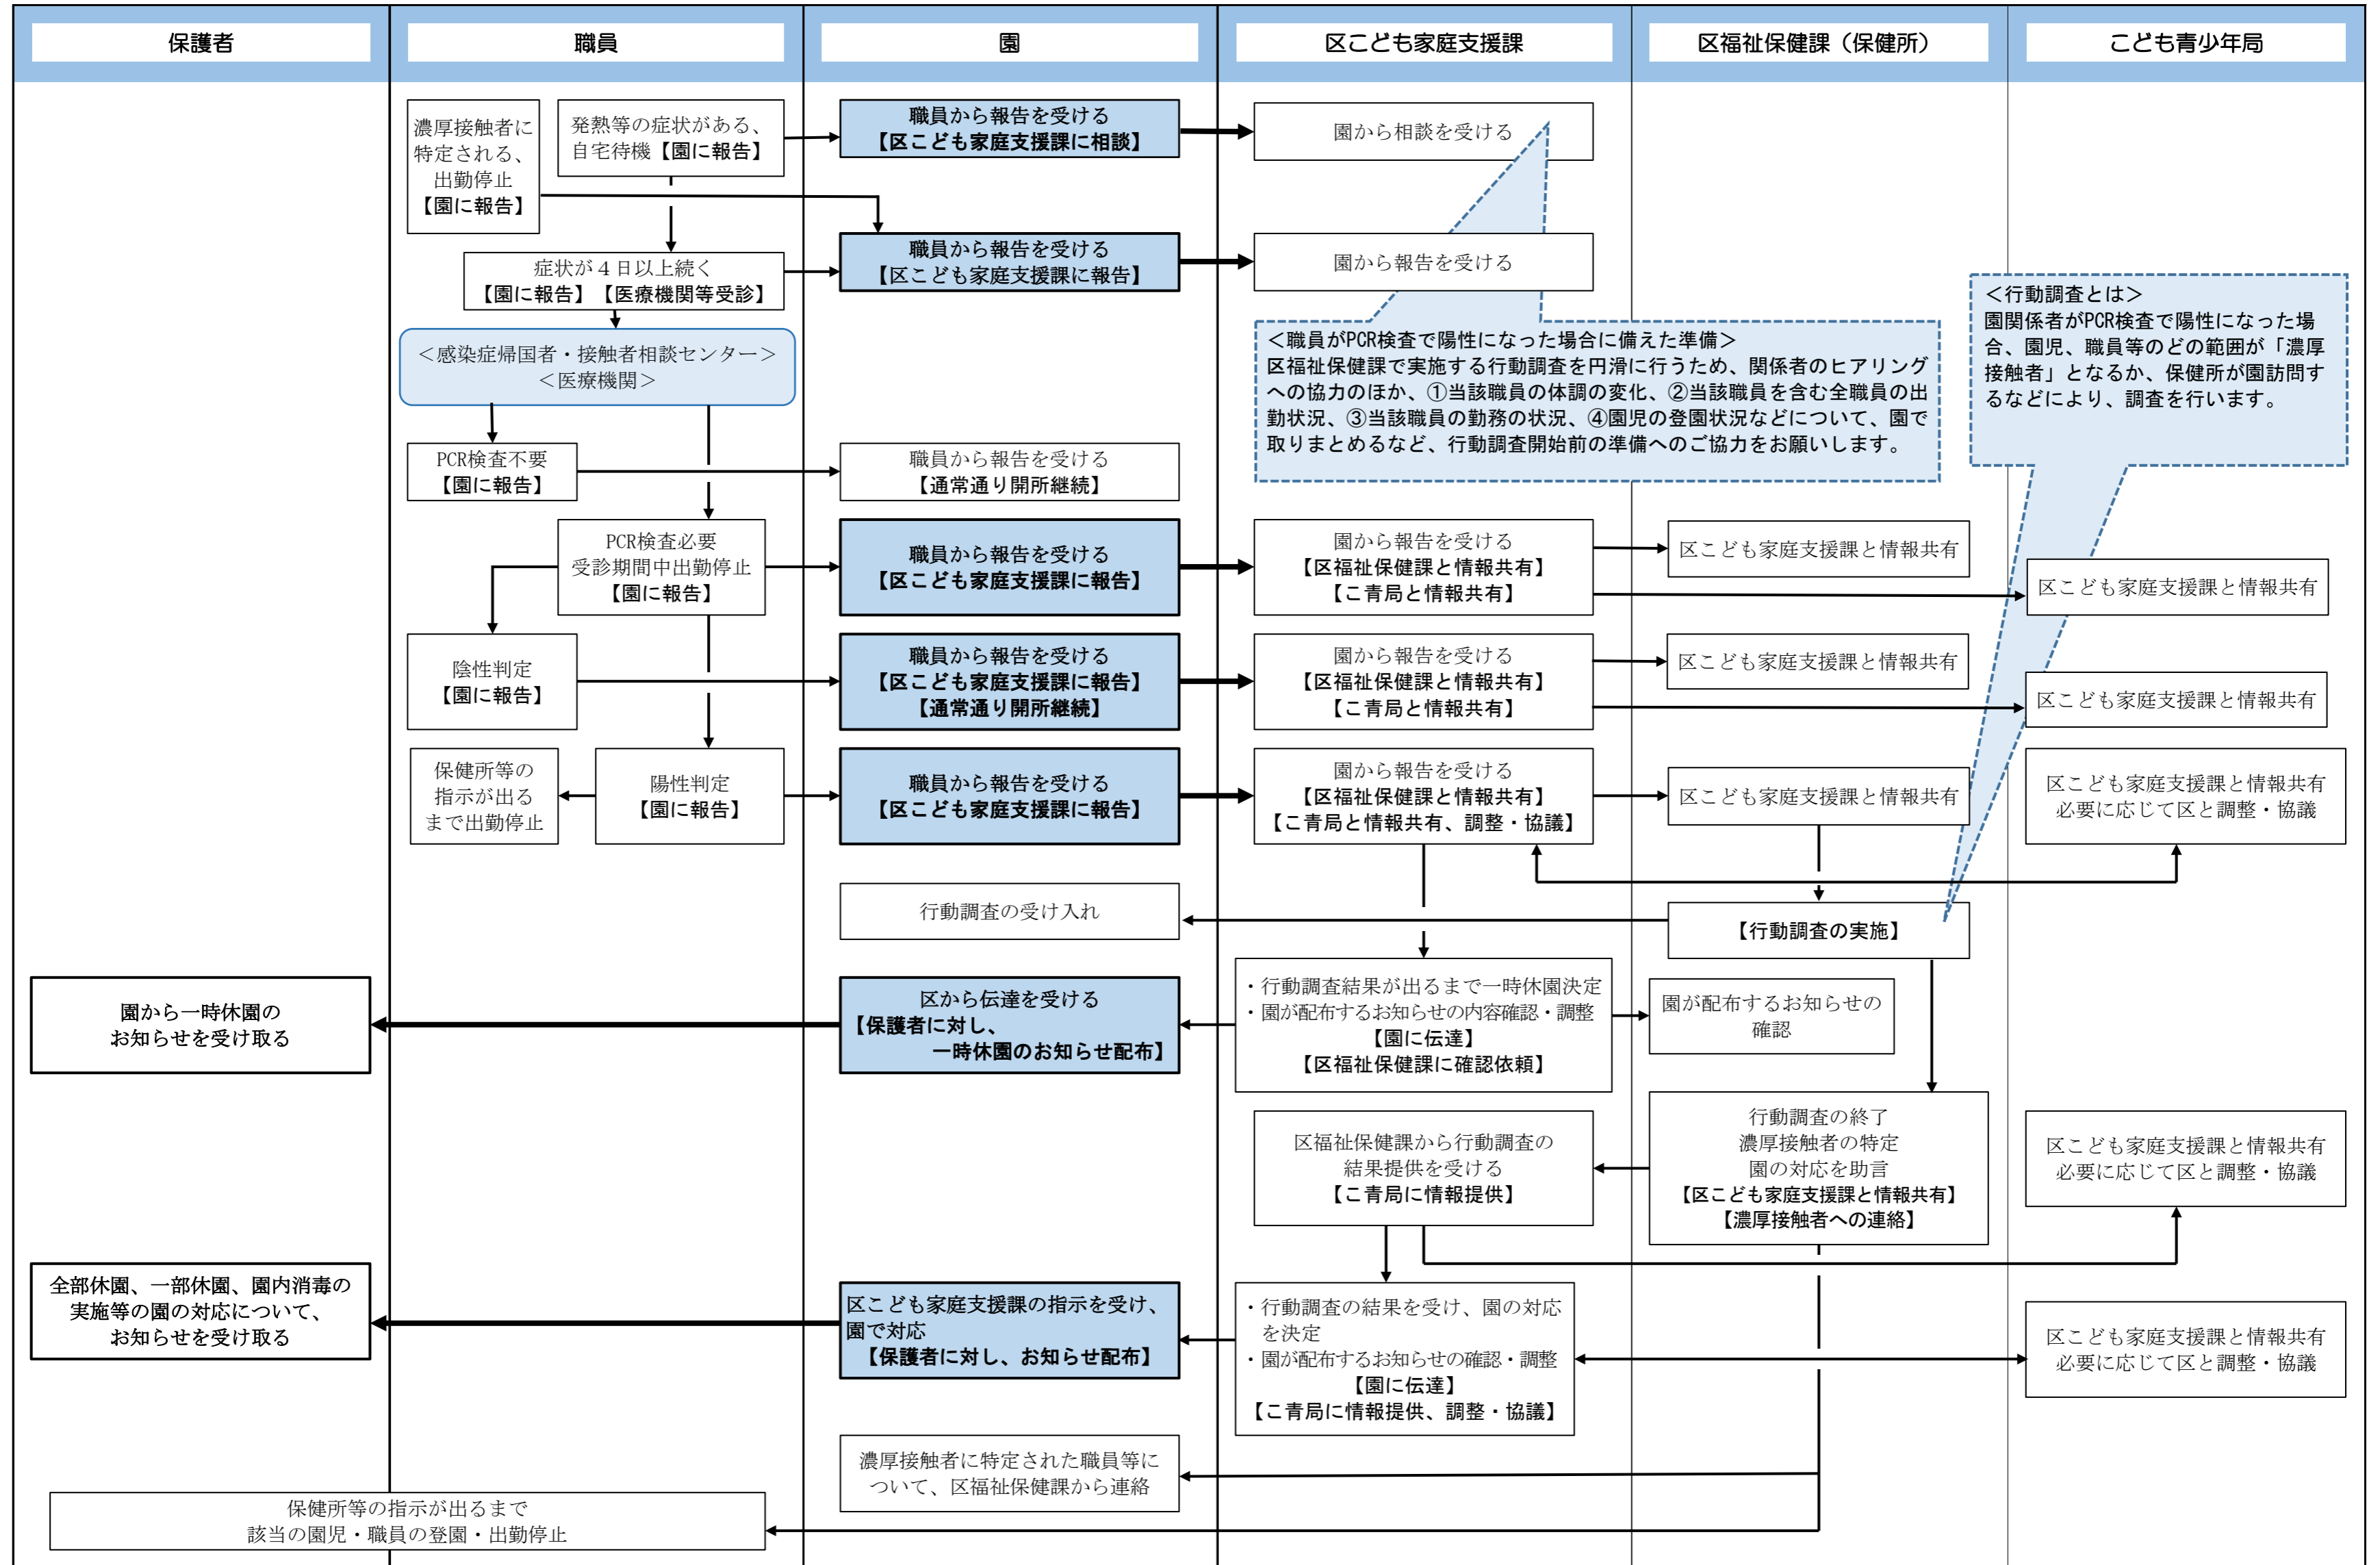 保護者
職員
園
区こども家庭支援課
区福祉保健課（保健所）
こども青少年局
濃厚接触者に
特定される、
出勤停止
【園に報告】
発熱等の症状がある、
自宅待機【園に報告】
職員から報告を受ける
【区こども家庭支援課に相談】
園から相談を受ける
症状が４日以上続く
【園に報告】【医療機関等受診】
職員から報告を受ける
【区こども家庭支援課に報告】
園から報告を受ける
＜感染症帰国者・接触者相談センター＞
＜医療機関＞
＜職員がPCR検査で陽性になった場合に備えた準備＞
区福祉保健課で実施する行動調査を円滑に行うため、関係者のヒアリング
への協力のほか、①当該職員の体調の変化、②当該職員を含む全職員の出
勤状況、③当該職員の勤務の状況、④園児の登園状況などについて、園で
取りまとめるなど、行動調査開始前の準備へのご協力をお願いします。
＜行動調査とは＞
園関係者がPCR検査で陽性になった場
合、園児、職員等のどの範囲が「濃厚
接触者」となるか、保健所が園訪問す
るなどにより、調査を行います。
PCR検査不要
【園に報告】
職員から報告を受ける
【通常通り開所継続】
PCR検査必要
受診期間中出勤停止
【園に報告】
職員から報告を受ける
【区こども家庭支援課に報告】
園から報告を受ける
【区福祉保健課と情報共有】
【こ青局と情報共有】
区こども家庭支援課と情報共有
区こども家庭支援課と情報共有
陰性判定
【園に報告】
職員から報告を受ける
【区こども家庭支援課に報告】
【通常通り開所継続】
園から報告を受ける
【区福祉保健課と情報共有】
【こ青局と情報共有】
区こども家庭支援課と情報共有
区こども家庭支援課と情報共有
保健所等の
指示が出る
まで出勤停止
陽性判定
【園に報告】
職員から報告を受ける
【区こども家庭支援課に報告】
園から報告を受ける
【区福祉保健課と情報共有】
【こ青局と情報共有、調整・協議】
区こども家庭支援課と情報共有
区こども家庭支援課と情報共有
必要に応じて区と調整・協議
行動調査の受け入れ
【行動調査の実施】
園から一時休園の
お知らせを受け取る
区から伝達を受ける
【保護者に対し、
一時休園のお知らせ配布】
・行動調査結果が出るまで一時休園決定
・園が配布するお知らせの内容確認・調整
【園に伝達】
【区福祉保健課に確認依頼】
園が配布するお知らせの
確認
区福祉保健課から行動調査の
結果提供を受ける
【こ青局に情報提供】
行動調査の終了
濃厚接触者の特定
園の対応を助言
【区こども家庭支援課と情報共有】
【濃厚接触者への連絡】
区こども家庭支援課と情報共有
必要に応じて区と調整・協議
全部休園、一部休園、園内消毒の
実施等の園の対応について、
お知らせを受け取る
区こども家庭支援課の指示を受け、
園で対応
【保護者に対し、お知らせ配布】
・行動調査の結果を受け、園の対応
を決定
・園が配布するお知らせの確認・調整
【園に伝達】
【こ青局に情報提供、調整・協議】
区こども家庭支援課と情報共有
必要に応じて区と調整・協議
濃厚接触者に特定された職員等に
ついて、区福祉保健課から連絡
保健所等の指示が出るまで
該当の園児・職員の登園・出勤停止